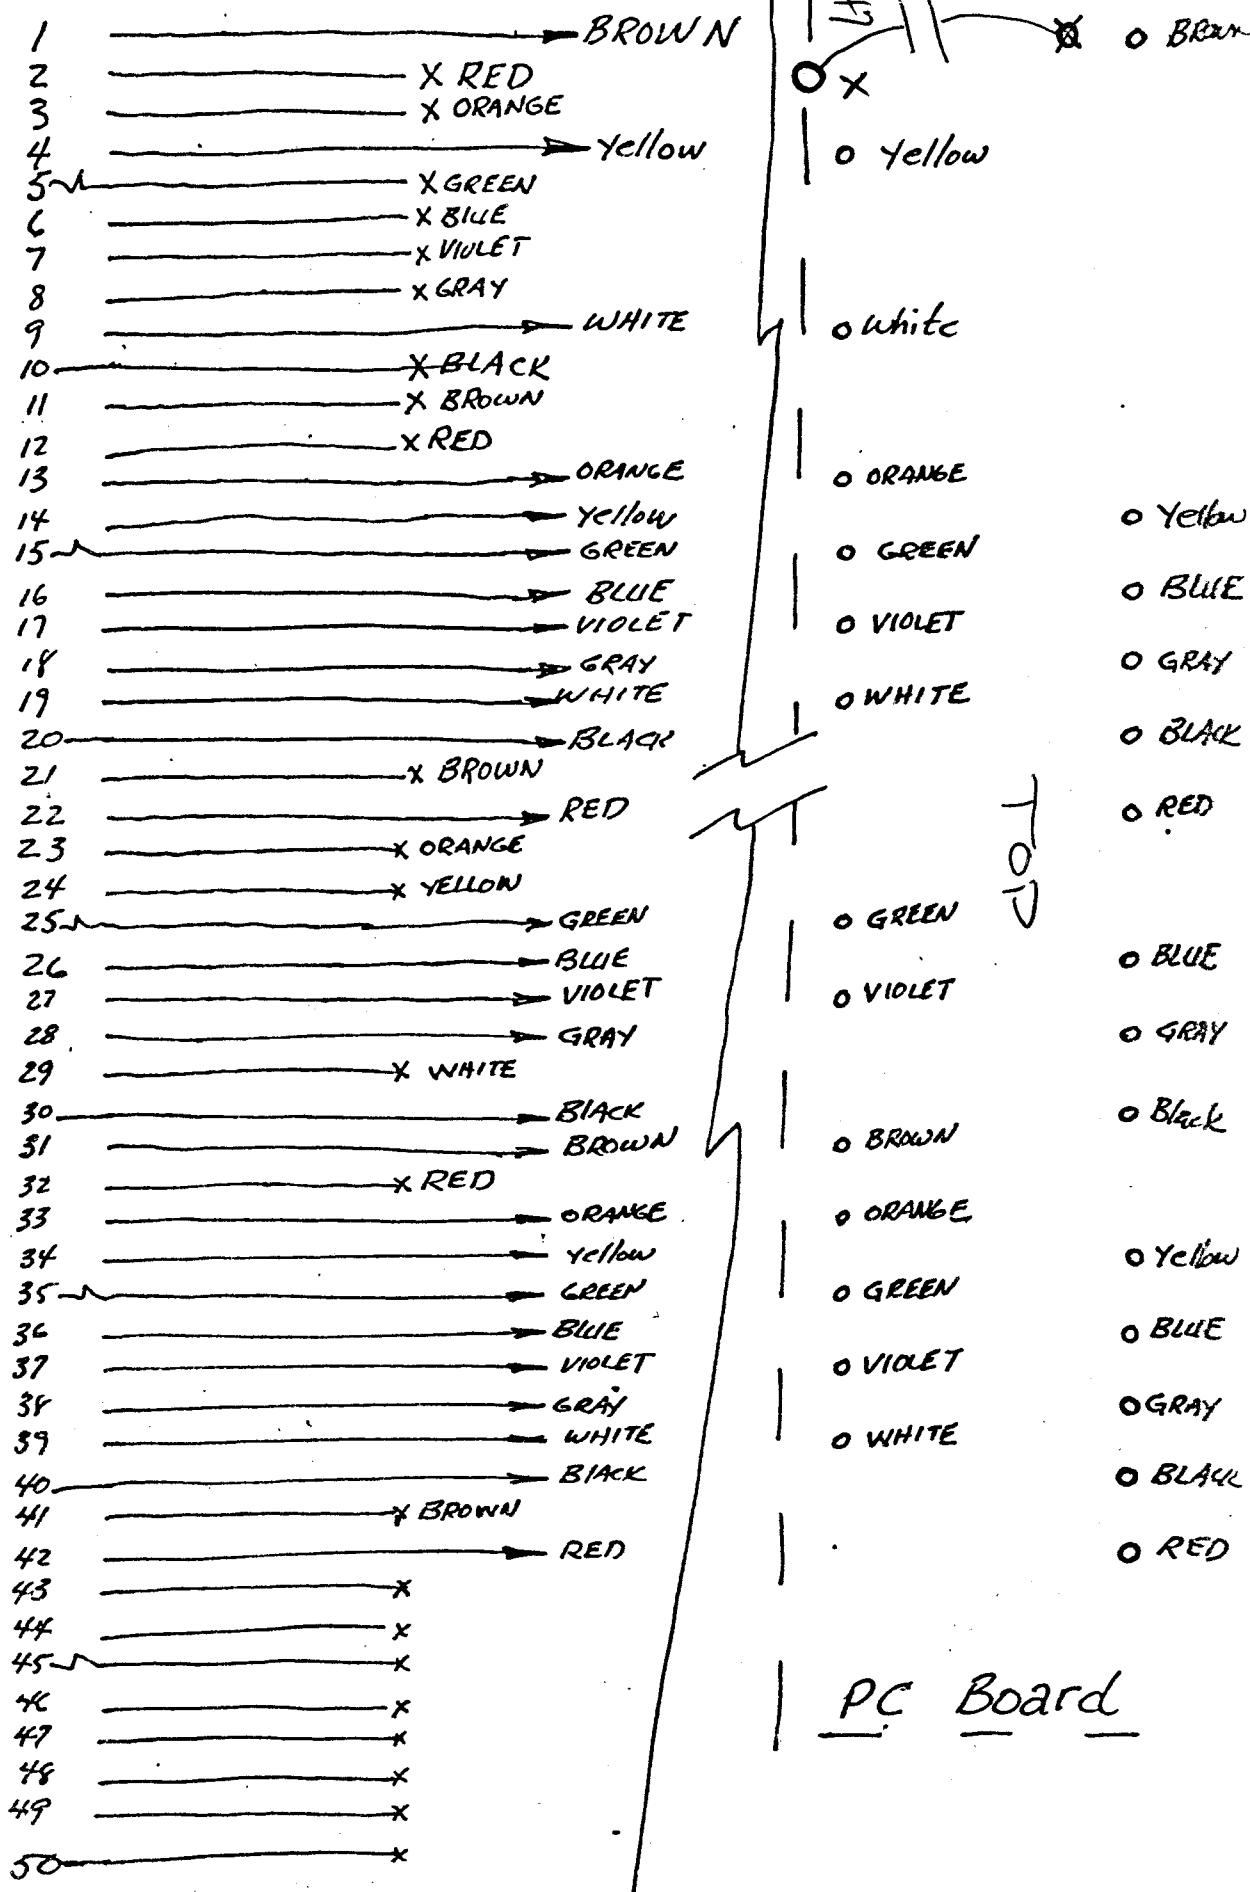 1 BROWN
2 X RED
3 X ORANGE
4 Yellow
5 X GREEN
6 X BLUE
7 X VIOLET
8 X GRAY
9 WHITE
10 X BLACK
11 X BROWN
12 X RED
13 ORANGE
14 Yellow
15 GREEN
16 BLUE
17 VIOLET
18 GRAY
19 WHITE
20 BLACK
21 X BROWN
22 RED
23 X ORANGE
24 X YELLOW
25 GREEN
26 BLUE
27 VIOLET
28 GRAY
29 X WHITE
30 BlACK
31 BROWN
32 X RED
33 ORANGE
34 Yellow
35 GREEN
36 BLUE
37 VIOLET
38 GRAY
39 WHITE
40 BlACK
41 X BROWN
42 RED
43 X
44 X
45 X
46 X
47 X
48 X
49 X
50 X
X
Yellow
White
ORANGE
GREEN
VIOLET
WHITE
GREEN
VIOLET
BROWN
ORANGE
GREEN
VIOLET
WHITE
TOP
Yellow
BLUE
GRAY
BLACK
RED
BLUE
GRAY
Black
Yellow
BLUE
GRAY
BLACK
RED
PC Board